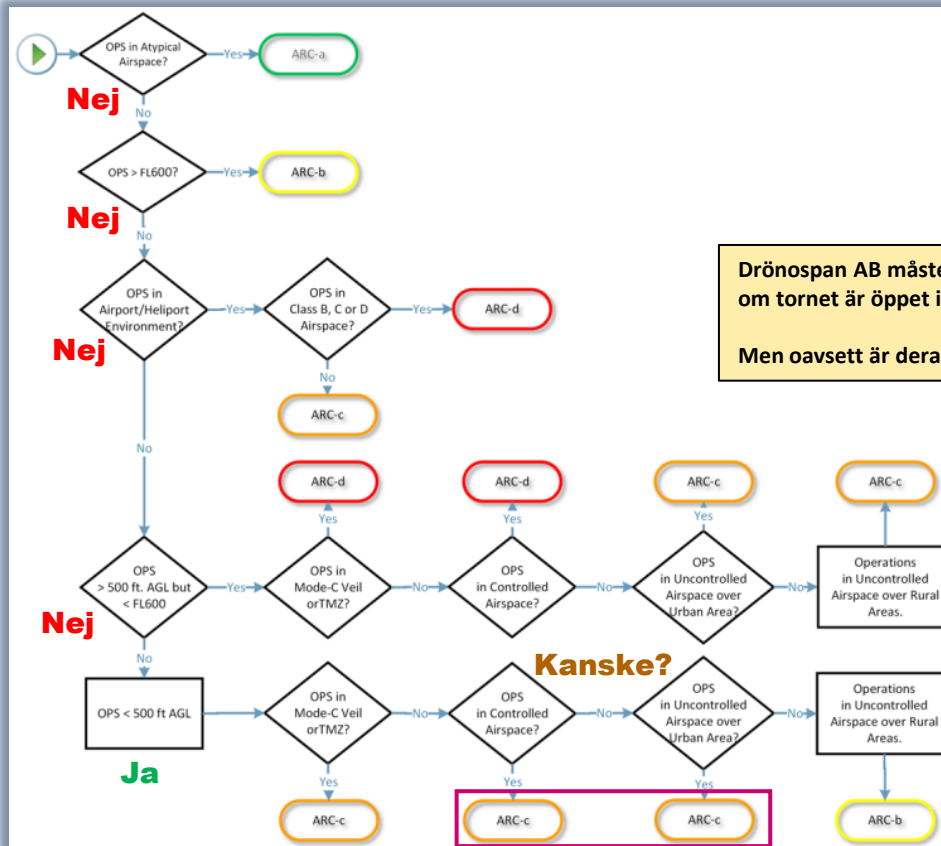 OPS in Atypical
Airspace?
Yes
ARC-a
Nej
No
OPS > FL600?
Yes
ARC-b
Nej
No
OPS in
Airport/Heliport
Environment?
Yes
OPS in
Class B, C or D
Airspace?
Yes
ARC-d
Nej
No
ARC-c
Drönospan AB måste
om tornet är öppet i
Men oavsett är dera
No
ARC-d
ARC-d
ARC-c
ARC-c
Yes
Yes
Yes
OPS
> 500 ft. AGL but
< FL600
Yes
OPS in
Mode-C Veil
orTMZ?
No
OPS
in Controlled
Airspace?
No
OPS
in Uncontrolled
Airspace over
Urban Area?
No
Operations
in Uncontrolled
Airspace over Rural
Areas.
Nej
No
Kanske?
OPS < 500 ft AGL
OPS in
Mode-C Veil
orTMZ?
No
OPS
in Controlled
Airspace?
No
OPS
in Uncontrolled
Airspace over
Urban Area?
No
Operations
in Uncontrolled
Airspace over Rural
Areas.
Ja
Yes
Yes
Yes
ARC-c
ARC-c
ARC-c
ARC-b